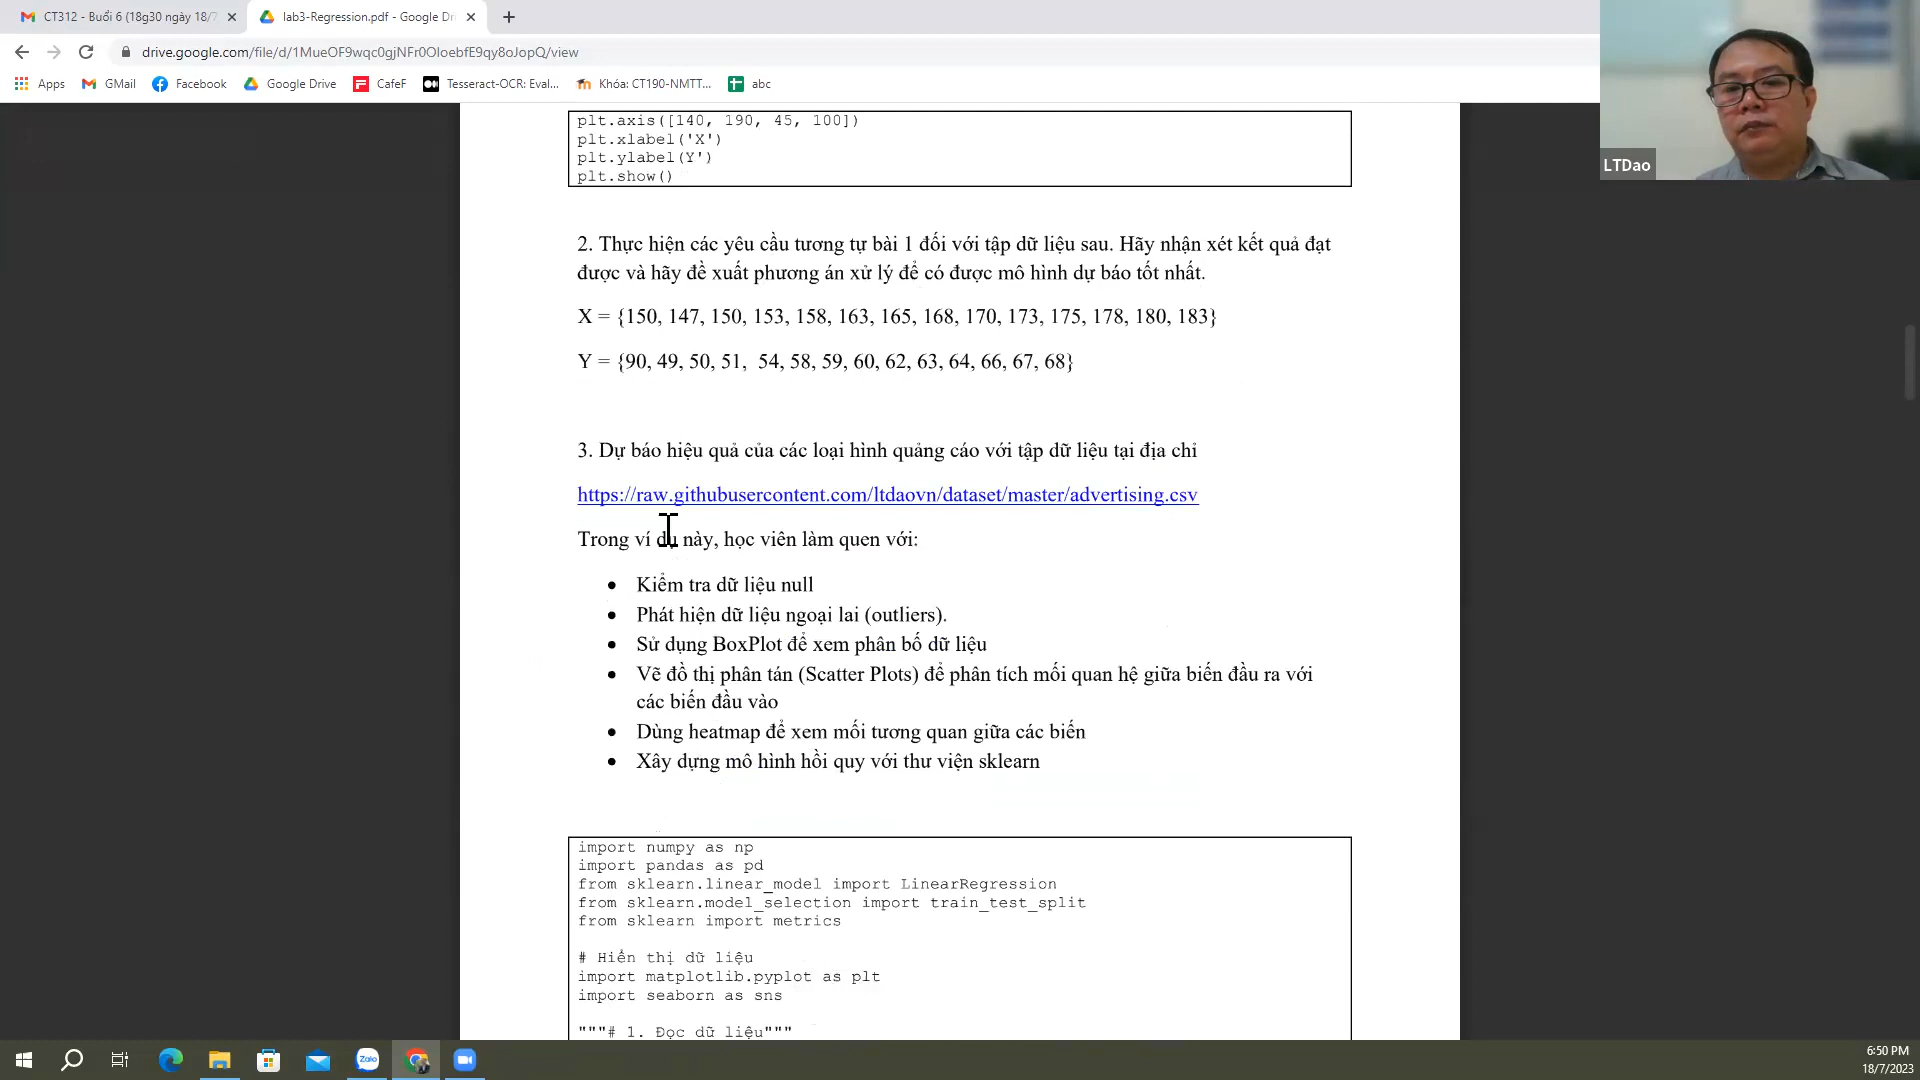 CT312 - Buổi 6 (18g30 ngày 18/7
lab3-Regression.pdf - Google Dri
drive.google.com/file/d/1MueOF9wqc0gjNFr0OloebfE9qy8oJopQ/view
Apps GMail Facebook Google Drive CafeF Tesseract-OCR: Eval... Khóa: CT190-NMTT... abc
LTDao
plt.axis([140, 190, 45, 100])
plt.xlabel('X')
plt.ylabel(Y')
plt.show()
2. Thực hiện các yêu cầu tương tự bài 1 đối với tập dữ liệu sau. Hãy nhận xét kết quả đạt
được và hãy đề xuất phương án xử lý để có được mô hình dự báo tốt nhất.
X = {150, 147, 150, 153, 158, 163, 165, 168, 170, 173, 175, 178, 180, 183}
Y = {90, 49, 50, 51, 54, 58, 59, 60, 62, 63, 64, 66, 67, 68}
3. Dự báo hiệu quả của các loại hình quảng cáo với tập dữ liệu tại địa chỉ
https://raw.githubusercontent.com/ltdaovn/dataset/master/advertising.csv
Trong ví dụ này, học viên làm quen với:
• Kiểm tra dữ liệu null
• Phát hiện dữ liệu ngoại lai (outliers).
• Sử dụng BoxPlot để xem phân bố dữ liệu
• Vẽ đồ thị phân tán (Scatter Plots) để phân tích mối quan hệ giữa biến đầu ra với
các biến đầu vào
• Dùng heatmap để xem mối tương quan giữa các biến
• Xây dựng mô hình hồi quy với thư viện sklearn
import numpy as np
import pandas as pd
from sklearn.linear_model import LinearRegression
from sklearn.model_selection import train_test_split
from sklearn import metrics
# Hiển thị dữ liệu
import matplotlib.pyplot as plt
import seaborn as sns
"""# 1. Đọc dữ liệu"""
Zalo
6:50 PM
18/7/2023